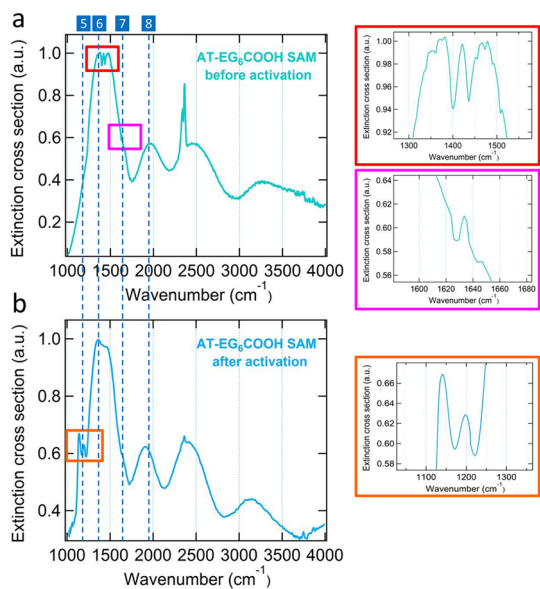 a
5 6 7 8
AT-EG₆COOH SAM
before activation
Extinction cross section (a.u.)
1.0
0.8
0.6
0.4
0.2
1000 1500 2000 2500 3000 3500 4000
Wavenumber (cm⁻¹)
Extinction cross section (a.u.)
1.00
0.98
0.96
0.94
0.92
1300 1400 1500
Wavenumber (cm⁻¹)
Extinction cross section (a.u.)
0.64
0.62
0.60
0.58
0.56
1600 1620 1640 1660 1680
Wavenumber (cm⁻¹)
b
AT-EG₆COOH SAM
after activation
Extinction cross section (a.u.)
1.0
0.8
0.6
0.4
1000 1500 2000 2500 3000 3500 4000
Wavenumber (cm⁻¹)
Extinction cross section (a.u.)
0.66
0.64
0.62
0.60
0.58
1100 1200 1300
Wavenumber (cm⁻¹)